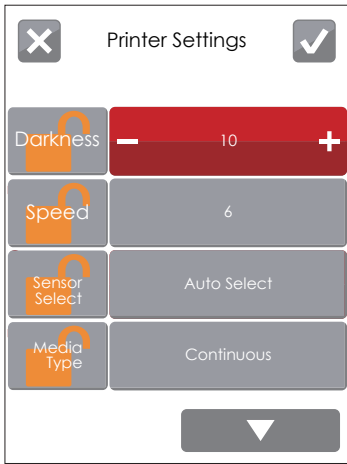 Printer Settings
Darkness
− 10 +
Speed
6
Sensor
Select
Auto Select
Media
Type
Continuous